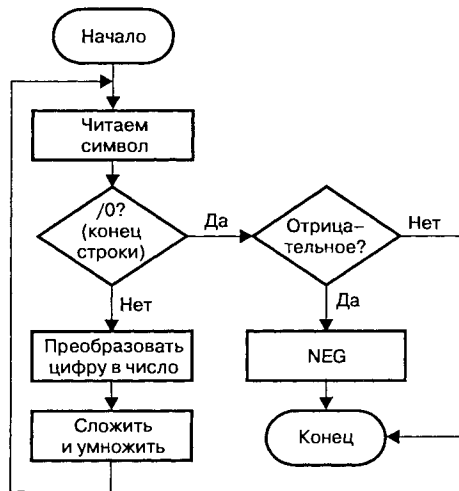 Начало
Читаем
символ
/0?
(конец
строки)
Да
Отрица-
тельное?
Нет
Нет
Да
Преобразовать
цифру в число
NEG
Сложить
и умножить
Конец